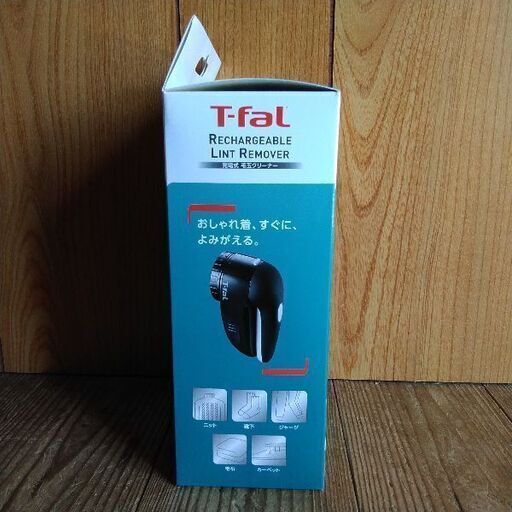 T-fal
RECHARGEABLE
LINT REMOVER
充電式 毛玉クリーナー
おしゃれ着、すぐに、
よみがえる。
T-fal
ニット
靴下
ジャージ
毛布
カーペット